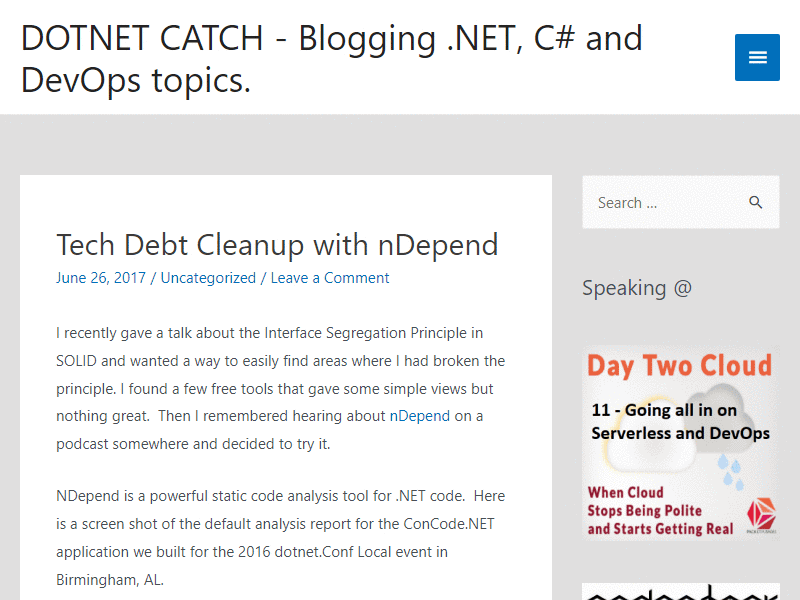 DOTNET CATCH - Blogging .NET, C# and
DevOps topics.
Tech Debt Cleanup with nDepend
June 26, 2017 / Uncategorized / Leave a Comment
I recently gave a talk about the Interface Segregation Principle in
SOLID and wanted a way to easily find areas where I had broken the
principle. I found a few free tools that gave some simple views but
nothing great.  Then I remembered hearing about nDepend on a
podcast somewhere and decided to try it.
NDepend is a powerful static code analysis tool for .NET code.  Here
is a screen shot of the default analysis report for the ConCode.NET
application we built for the 2016 dotnet.Conf Local event in
Birmingham, AL.
Search ...
Speaking @
Day Two Cloud
11 - Going all in on
Serverless and DevOps
When Cloud
Stops Being Polite
and Starts Getting Real